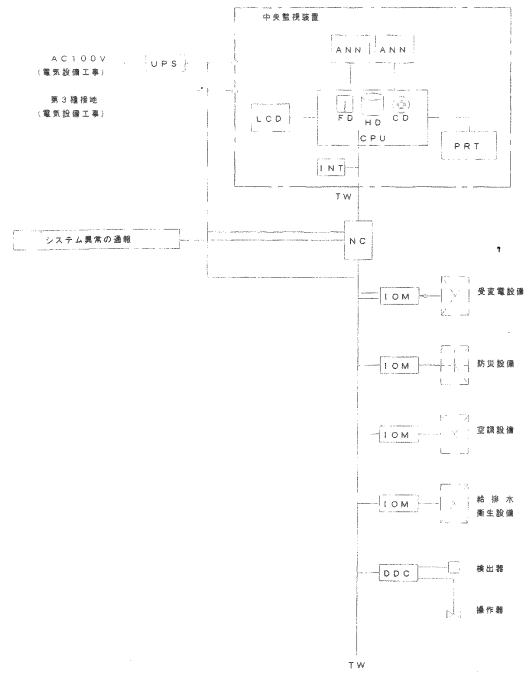 中央監視装置
ANN ANN
AC100V
(電気設備工事)
UPS
第3種接地
(電気設備工事)
LCD
FD HD CD
CPU
PRT
INT
TW
システム異常の通報
NC
IOM
受変電設備
IOM
防災設備
IOM
空調設備
IOM
給排水
衛生設備
DDC
検出器
操作器
TW